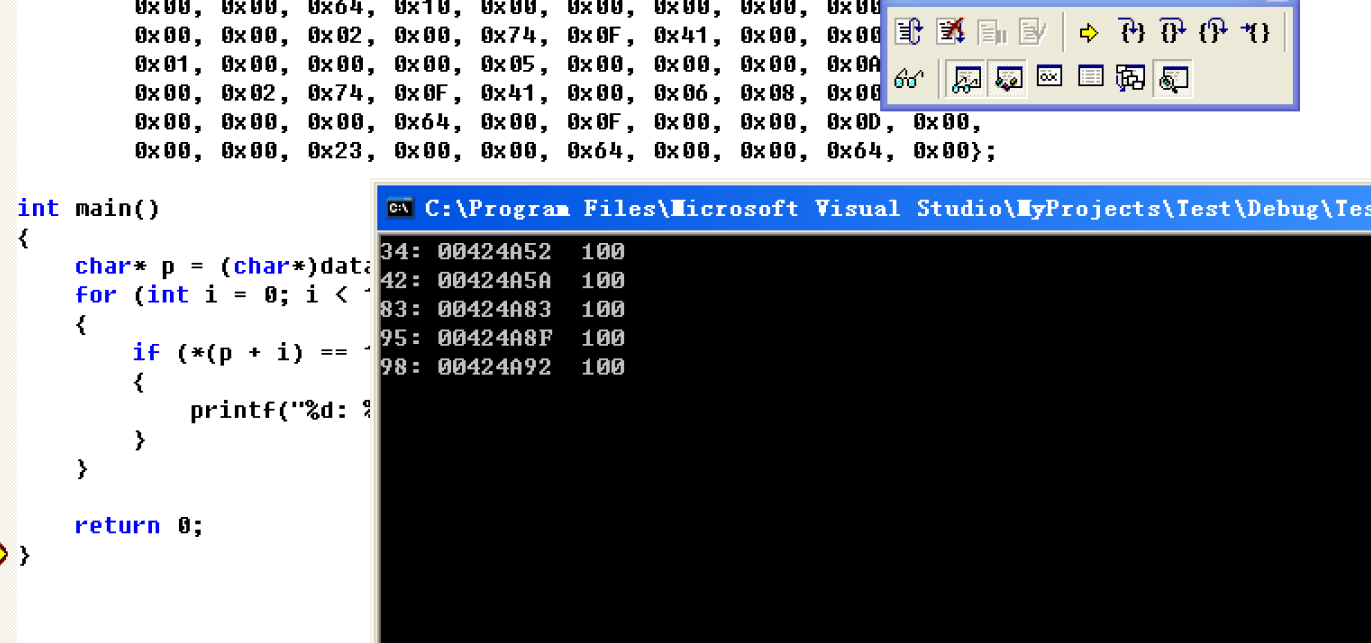 0x00, 0x00, 0x64, 0x10, 0x00, 0x00, 0x00, 0x00, 0x00
0x00, 0x00, 0x02, 0x00, 0x74, 0x0F, 0x41, 0x00, 0x00
0x01, 0x00, 0x00, 0x00, 0x05, 0x00, 0x00, 0x00, 0x0A
0x00, 0x02, 0x74, 0x0F, 0x41, 0x00, 0x06, 0x08, 0x00
0x00, 0x00, 0x00, 0x64, 0x00, 0x0F, 0x00, 0x00, 0x0D, 0x00,
0x00, 0x00, 0x23, 0x00, 0x00, 0x64, 0x00, 0x00, 0x64, 0x00};
int main()
{
char* p = (char*)data
for (int i = 0; i <
{
if (*(p + i) ==
{
printf("%d: %
}
}
return 0;
}
C:\Program Files\Microsoft Visual Studio\MyProjects\Test\Debug\Tes
34: 00424A52 100
42: 00424A5A 100
83: 00424A83 100
95: 00424A8F 100
98: 00424A92 100